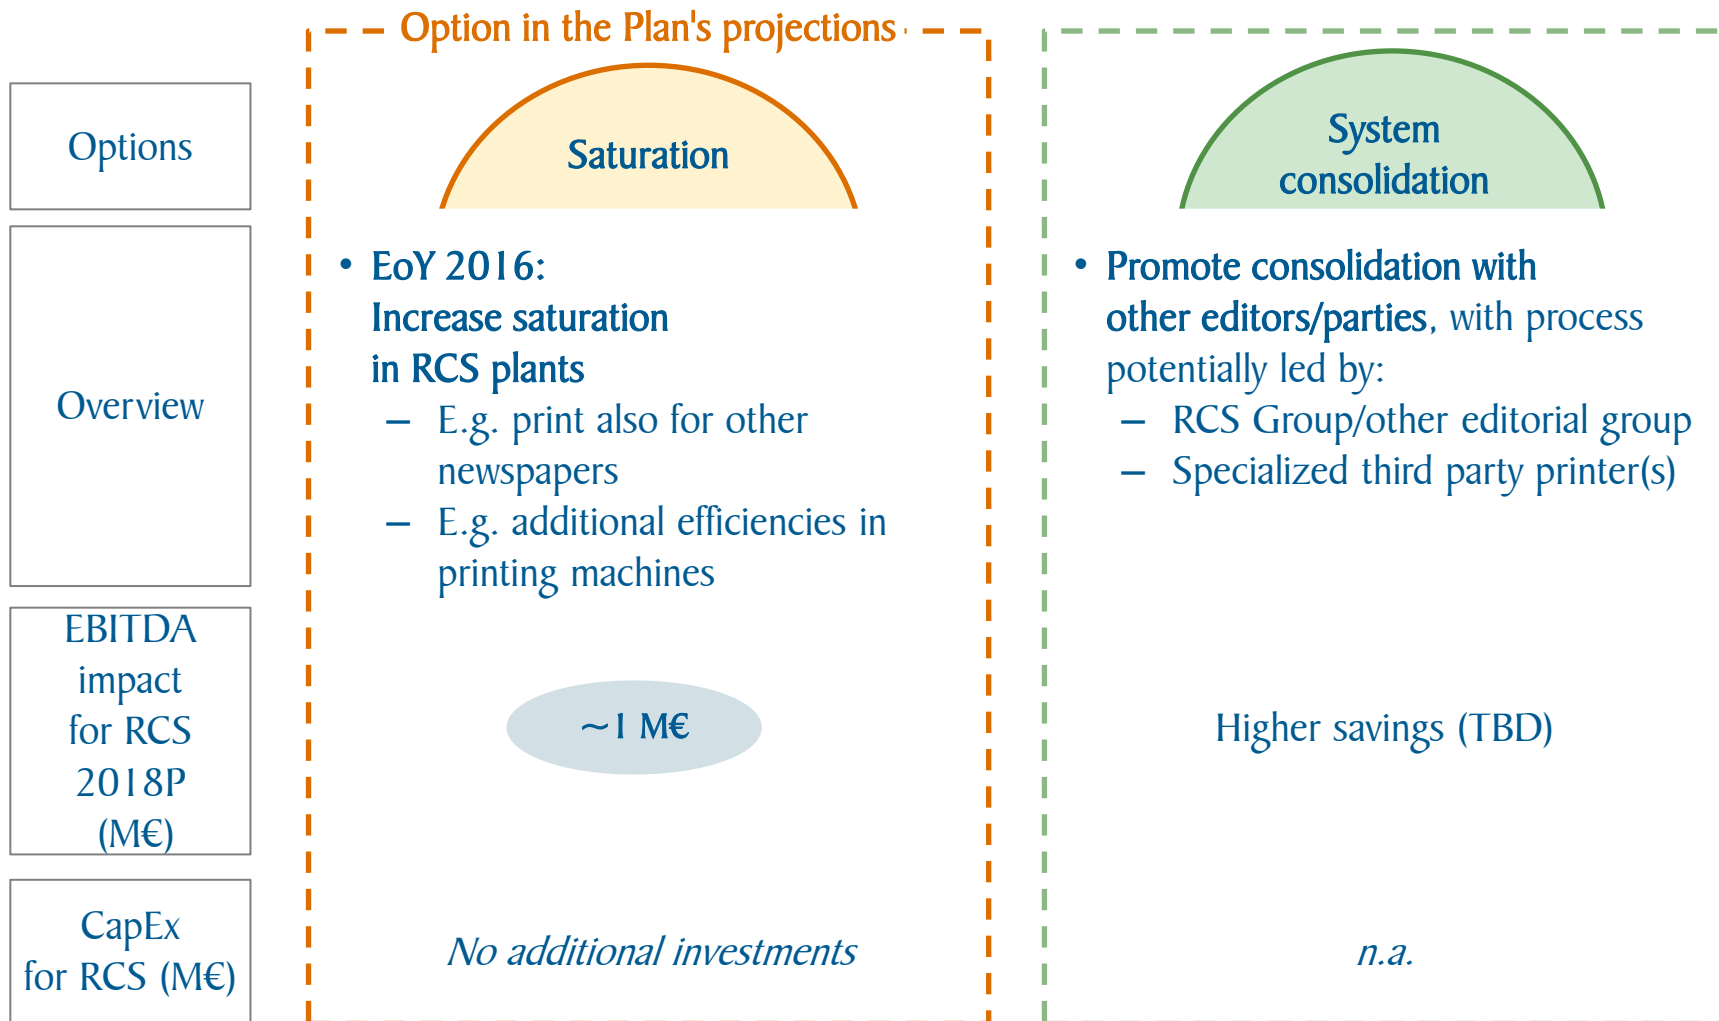 Option in the Plan's projections
Options
Saturation
System
consolidation
Overview
• EoY 2016:
Increase saturation
in RCS plants
– E.g. print also for other
newspapers
– E.g. additional efficiencies in
printing machines
• Promote consolidation with
other editors/parties, with process
potentially led by:
– RCS Group/other editorial group
– Specialized third party printer(s)
EBITDA
impact
for RCS
2018P
(M€)
~1 M€
Higher savings (TBD)
CapEx
for RCS (M€)
No additional investments
n.a.